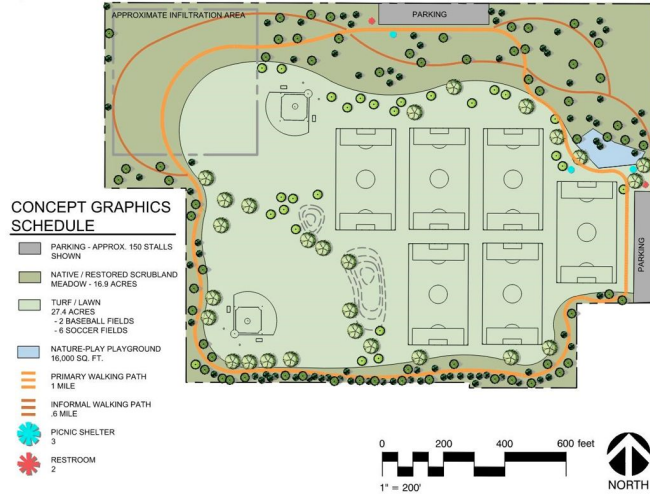 APPROXIMATE INFILTRATION AREA
PARKING
PARKING
CONCEPT GRAPHICS
SCHEDULE
PARKING - APPROX. 150 STALLS
SHOWN
NATIVE / RESTORED SCRUBLAND
MEADOW - 16.9 ACRES
TURF / LAWN
27.4 ACRES
- 2 BASEBALL FIELDS
- 6 SOCCER FIELDS
NATURE-PLAY PLAYGROUND
16,000 SQ. FT.
PRIMARY WALKING PATH
1 MILE
INFORMAL WALKING PATH
.6 MILE
PICNIC SHELTER
3
RESTROOM
2
0 200 400 600 feet
1" = 200'
NORTH